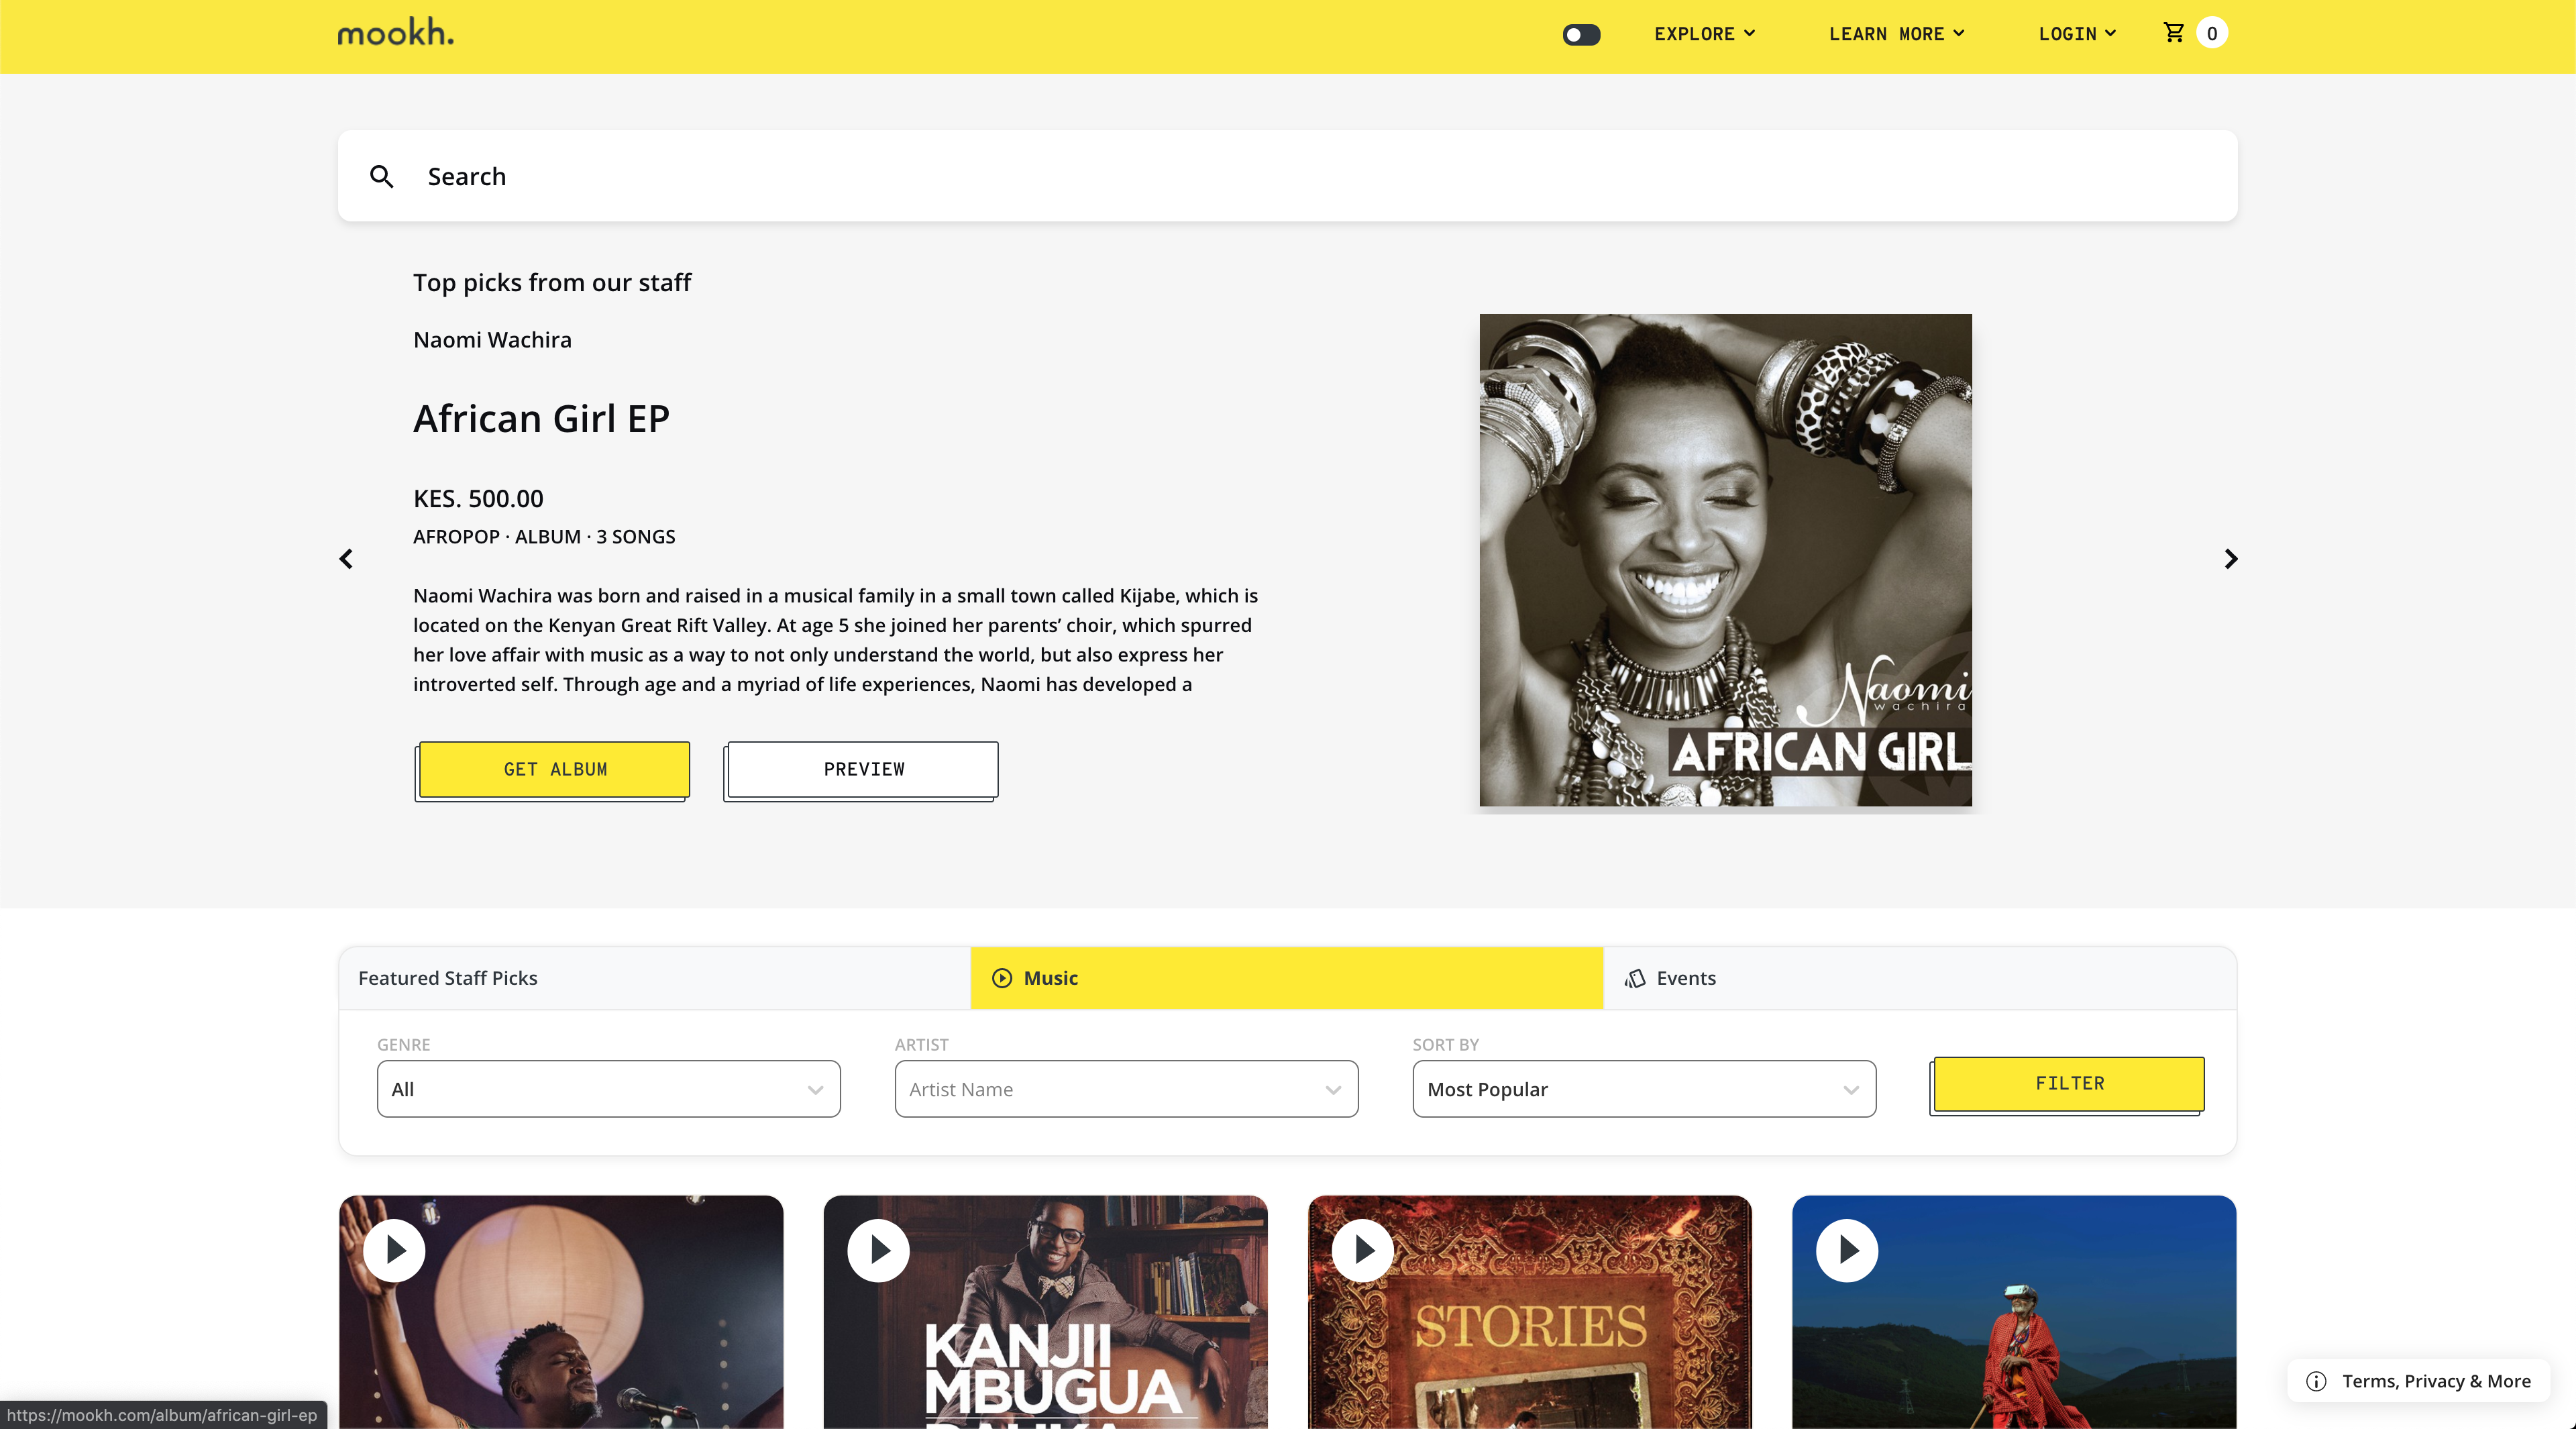 mookh.
EXPLORE
LEARN MORE
LOGIN
0
Search
Top picks from our staff
Naomi Wachira
African Girl EP
KES. 500.00
AFROPOP · ALBUM · 3 SONGS
Naomi Wachira was born and raised in a musical family in a small town called Kijabe, which is
located on the Kenyan Great Rift Valley. At age 5 she joined her parents’ choir, which spurred
her love affair with music as a way to not only understand the world, but also express her
introverted self. Through age and a myriad of life experiences, Naomi has developed a
GET ALBUM
PREVIEW
Naomi
wachira
AFRICAN GIRL
Featured Staff Picks
Music
Events
GENRE
ARTIST
SORT BY
All
Artist Name
Most Popular
FILTER
KANJII
MBUGUA
STORIES
Terms, Privacy & More
https://mookh.com/album/african-girl-ep